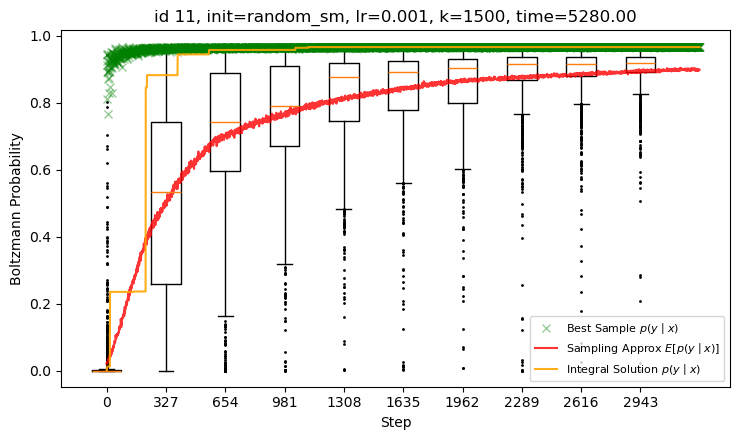 id 11, init=random_sm, lr=0.001, k=1500, time=5280.00
Boltzmann Probability
1.0
0.8
0.6
0.4
0.2
0.0
Best Sample p(y | x)
Sampling Approx E[p(y | x)]
Integral Solution p(y | x)
0 327 654 981 1308 1635 1962 2289 2616 2943
Step